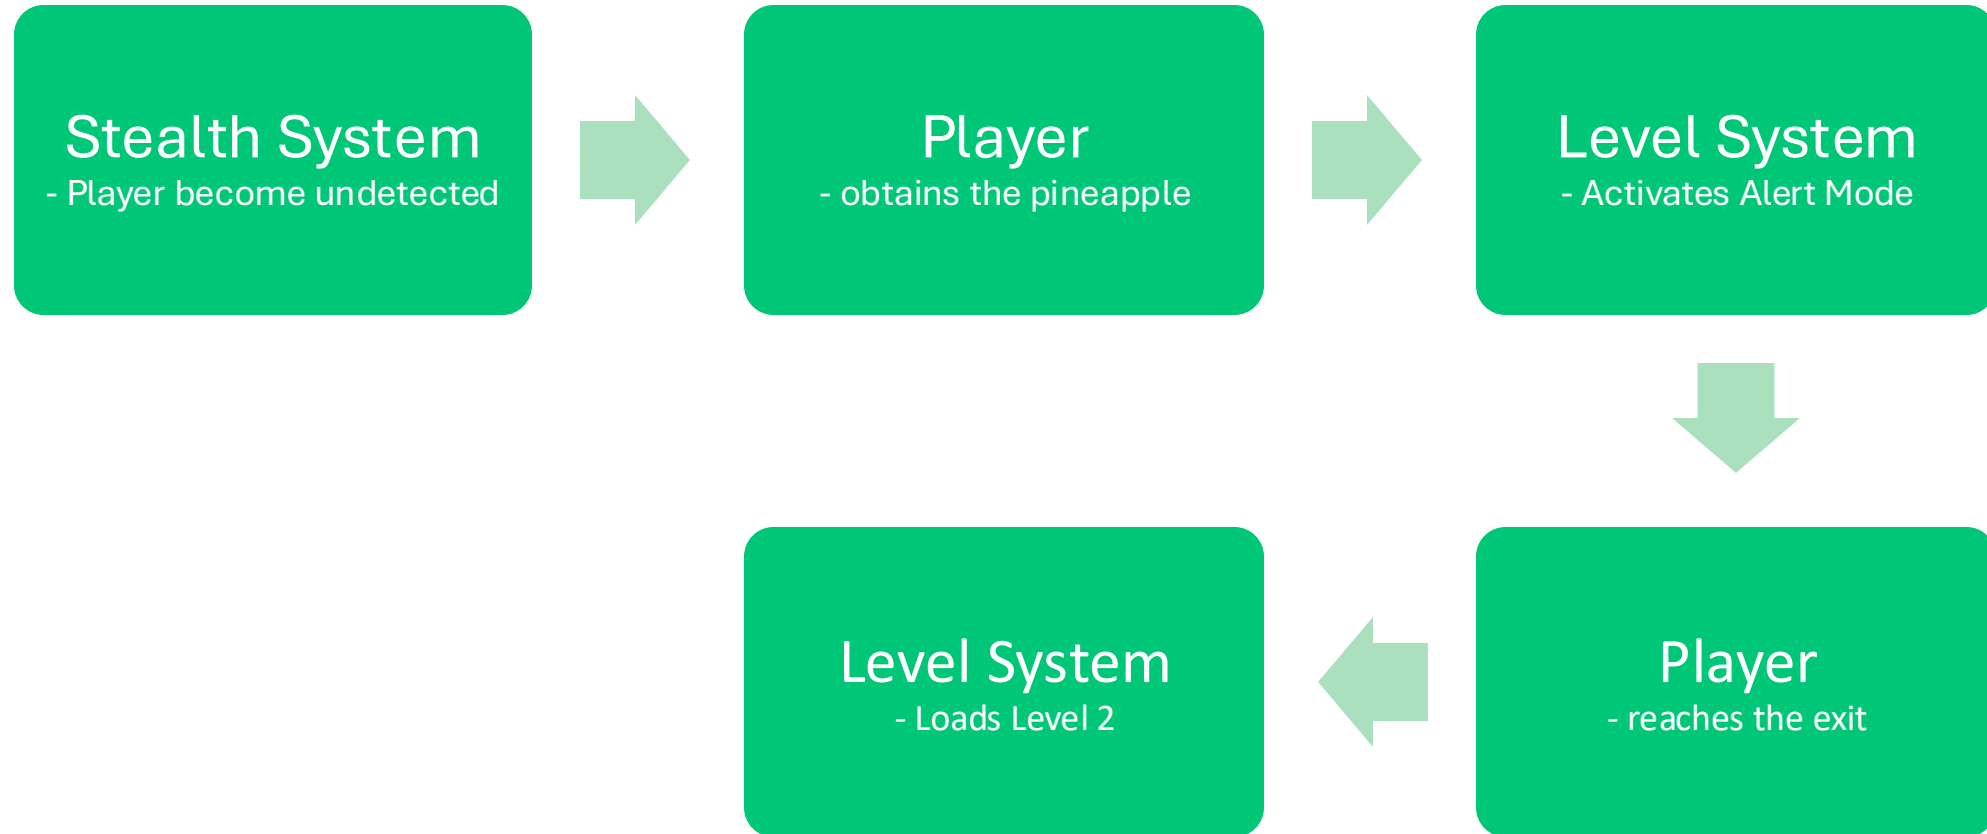 Stealth System
- Player become undetected
Player
- obtains the pineapple
Level System
- Activates Alert Mode
Player
- reaches the exit
Level System
- Loads Level 2